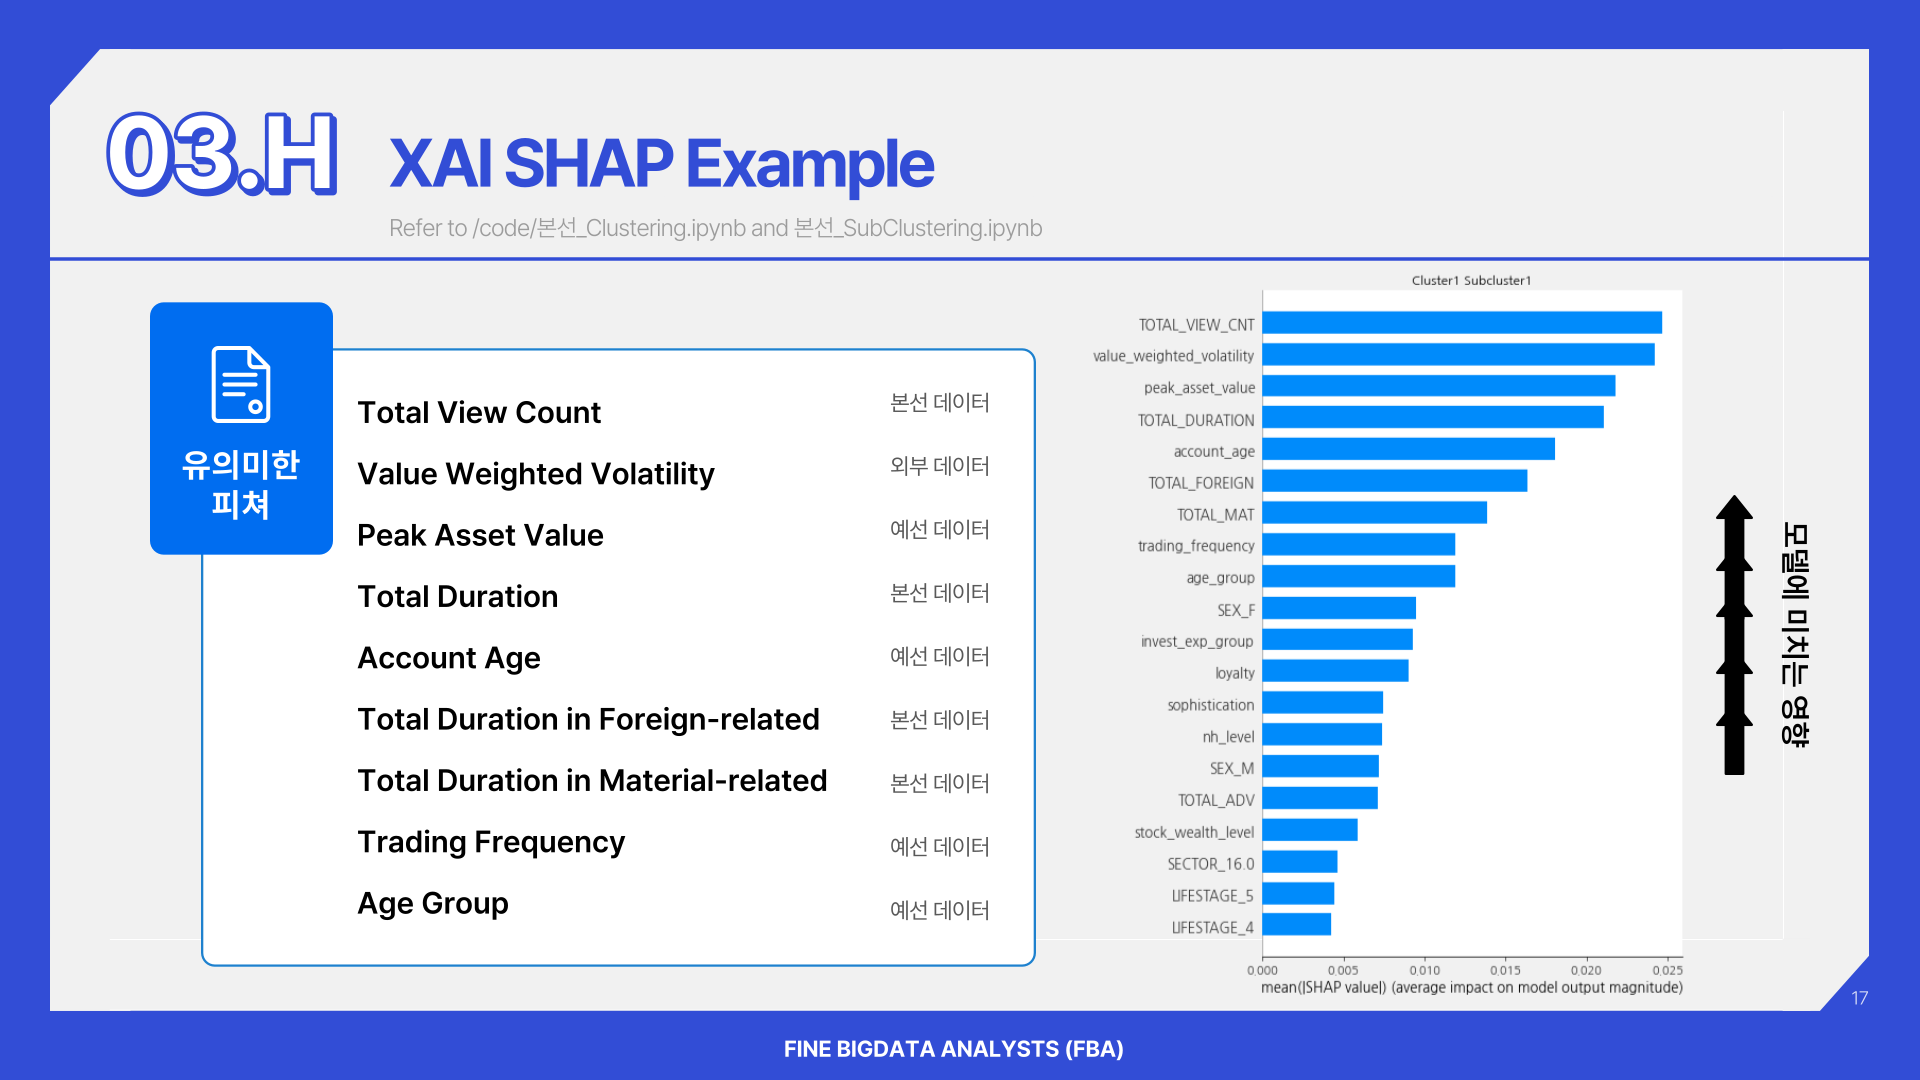 03.H
XAI SHAP Example
Refer to /code/본선_Clustering.ipynb and 본선_SubClustering.ipynb
유의미한
피쳐
Total View Count 본선 데이터
Value Weighted Volatility 외부 데이터
Peak Asset Value 예선 데이터
Total Duration 본선 데이터
Account Age 예선 데이터
Total Duration in Foreign-related 본선 데이터
Total Duration in Material-related 본선 데이터
Trading Frequency 예선 데이터
Age Group 예선 데이터
Cluster1 Subcluster1
TOTAL_VIEW_CNT
value_weighted_volatility
peak_asset_value
TOTAL_DURATION
account_age
TOTAL_FOREIGN
TOTAL_MAT
trading_frequency
age_group
SEX_F
invest_exp_group
loyalty
sophistication
nh_level
SEX_M
TOTAL_ADV
stock_wealth_level
SECTOR_16.0
LIFESTAGE_5
LIFESTAGE_4
0.000 0.005 0.010 0.015 0.020 0.025
mean(|SHAP value|) (average impact on model output magnitude)
모델에 미치는 영향
17
FINE BIGDATA ANALYSTS (FBA)